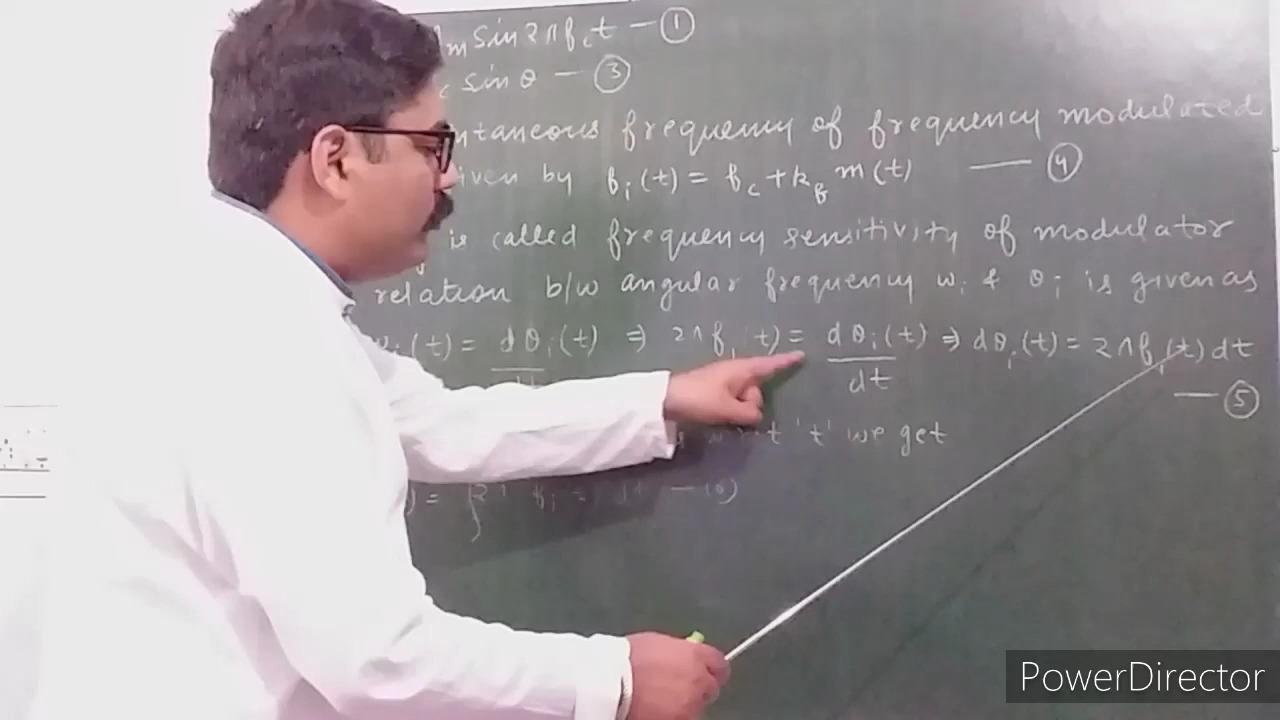 m sin 2πfct — ①
c sin θ — ③
ntaneous frequency of frequency modulated
iven by fi(t) = fc + kf m(t) — ④
is called frequency sensitivity of modulator
relation b/w angular frequency wi & θi is given as
i(t) = dθi(t) ⇒ 2πfi(t) = dθi(t)/dt ⇒ dθi(t) = 2πfi(t)dt
— ⑤
t 't' we get
PowerDirector